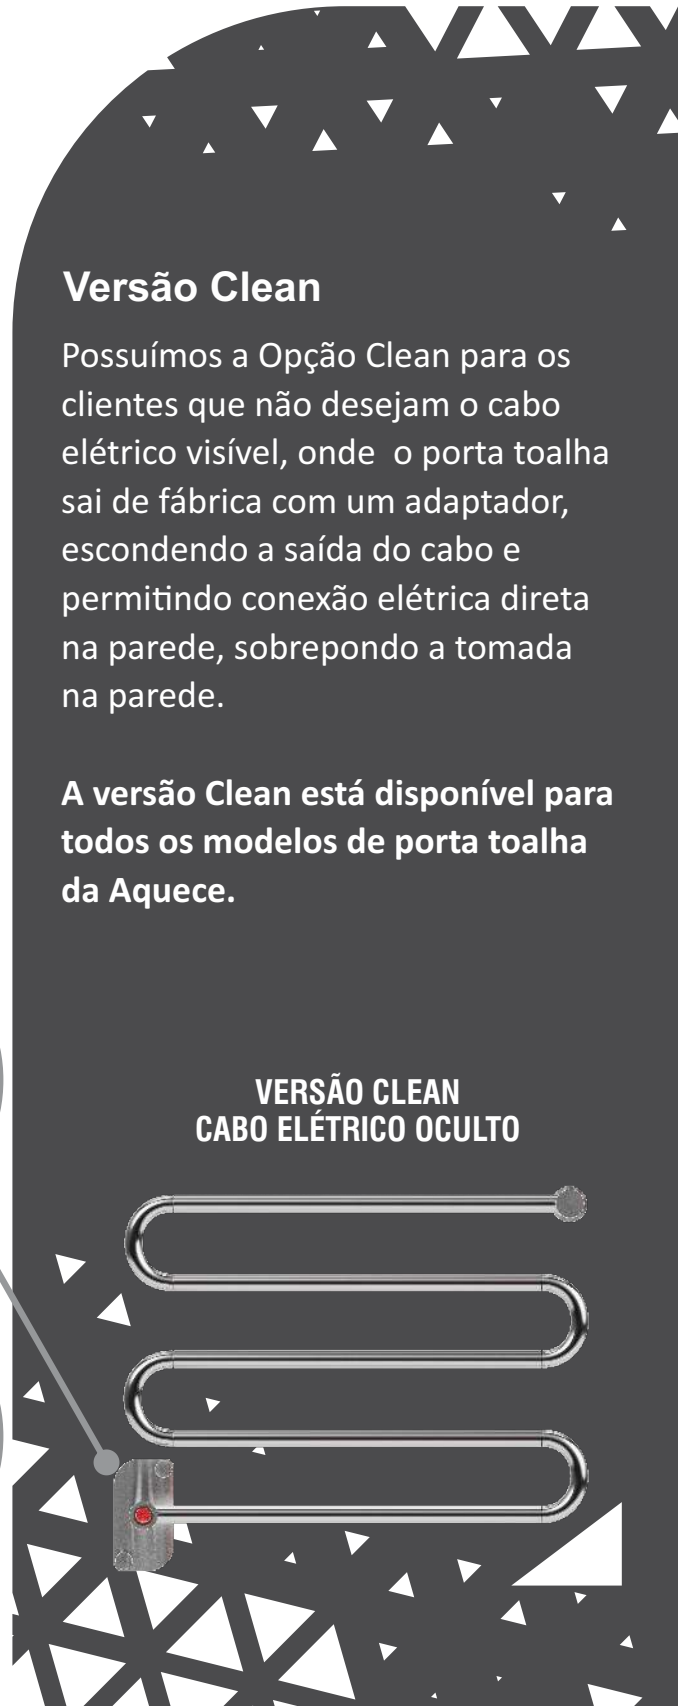 Versão Clean
Possuímos a Opção Clean para os
clientes que não desejam o cabo
elétrico visível, onde  o porta toalha
sai de fábrica com um adaptador,
escondendo a saída do cabo e
permitindo conexão elétrica direta
na parede, sobrepondo a tomada
na parede.
A versão Clean está disponível para
todos os modelos de porta toalha
da Aquece.
VERSÃO CLEAN
CABO ELÉTRICO OCULTO